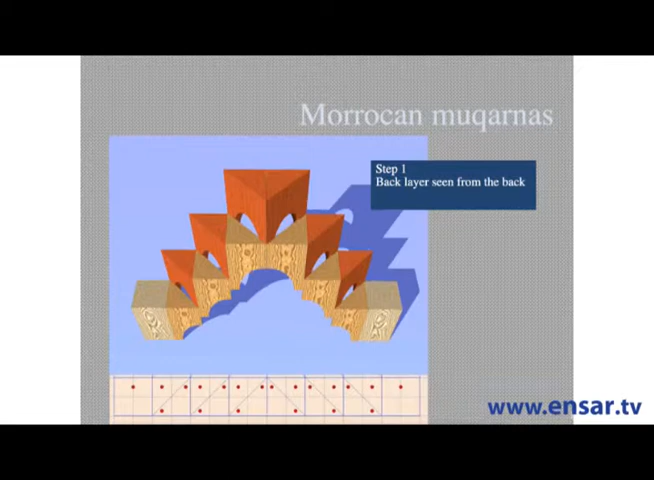 Morrocan muqarnas
Step 1
Back layer seen from the back
www.ensar.tv